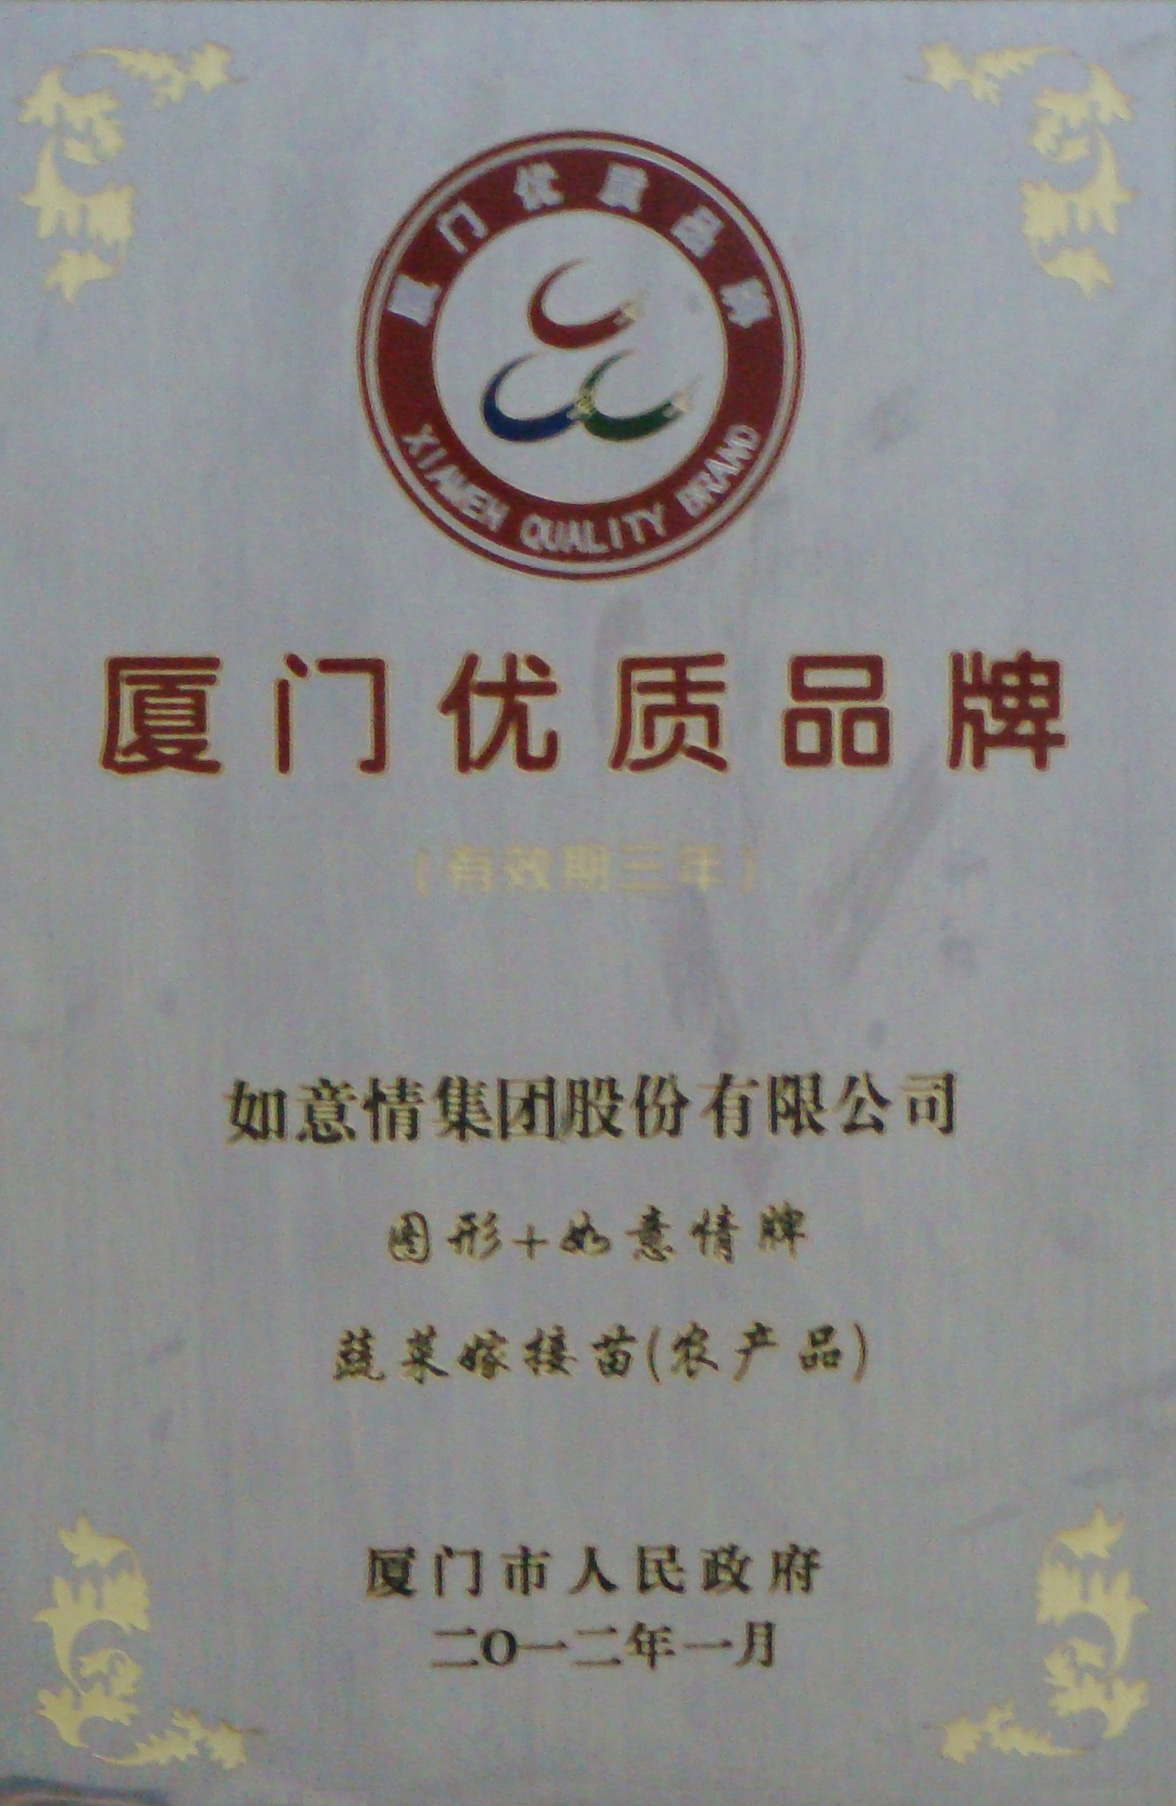 厦门优质品牌
XIAMEN QUALITY BRAND
厦门优质品牌
(有效期三年)
如意情集团股份有限公司
图形+如意情牌
蔬菜嫁接苗(农产品)
厦门市人民政府
二O一二年一月